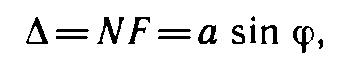 Δ = NF = a sin φ,